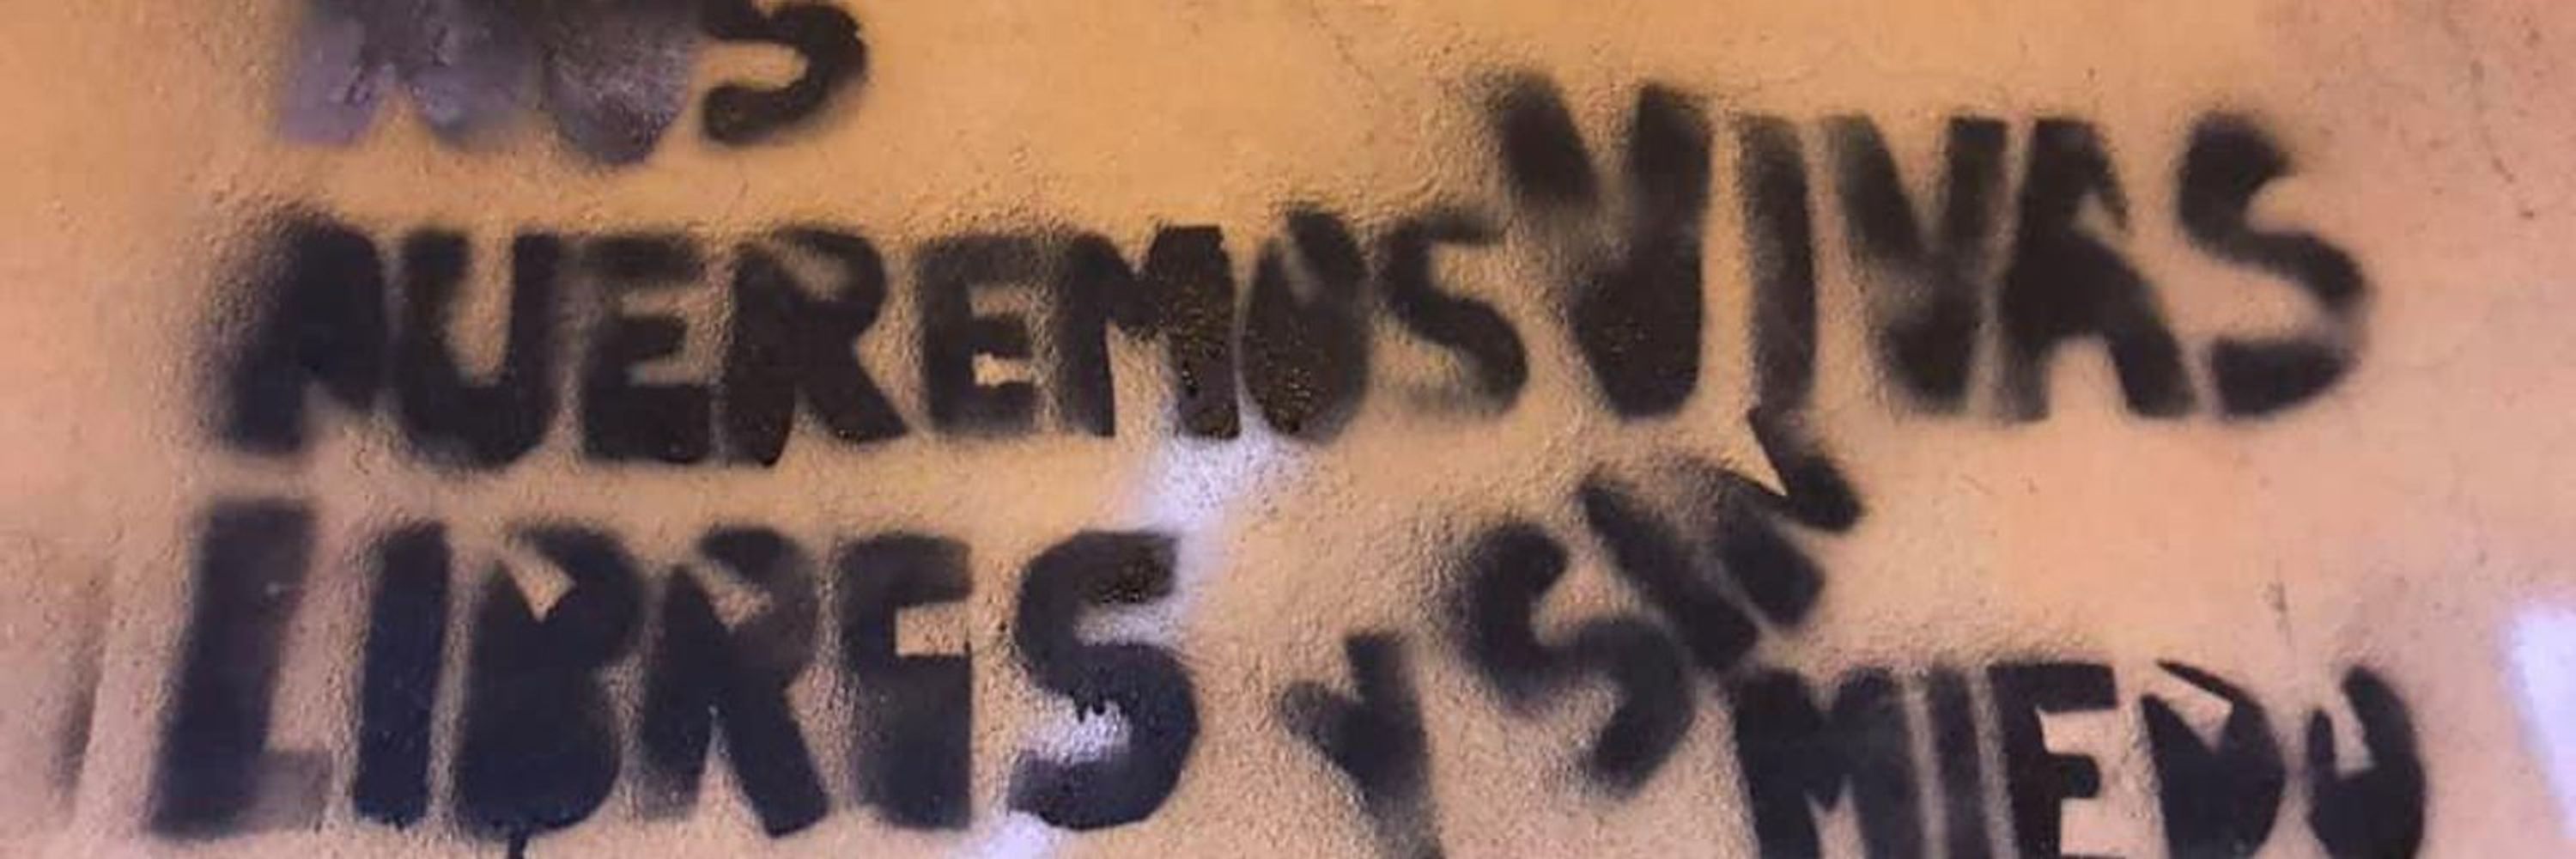 NOS
QUEREMOS VIVAS
LIBRES Y SIN MIEDO